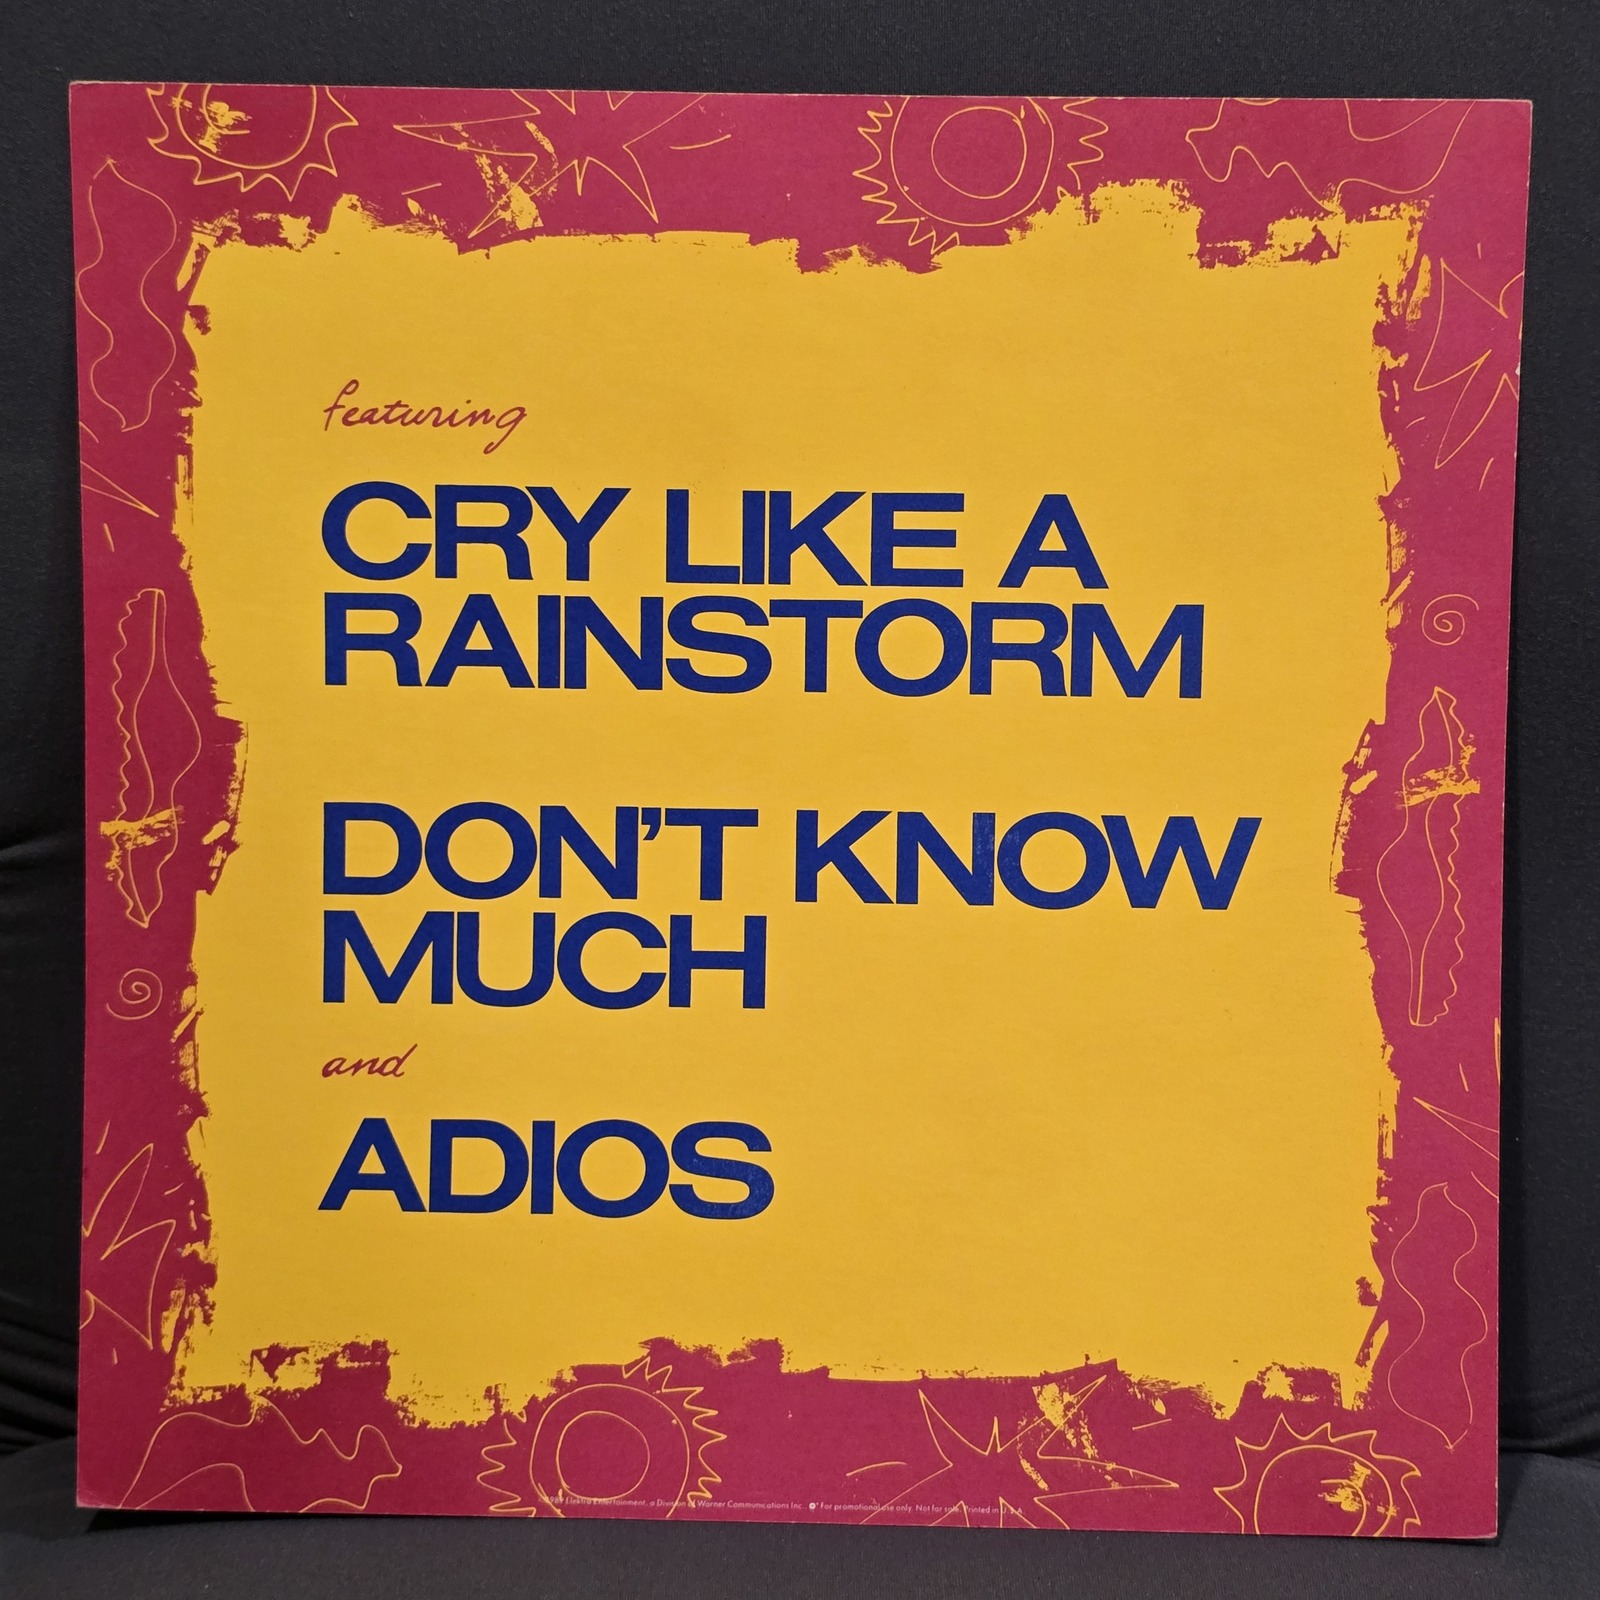 featuring
CRY LIKE A
RAINSTORM
DON'T KNOW
MUCH
and
ADIOS
©1989 Elektra Entertainment, a Division of Warner Communications Inc. For promotional use only. Not for sale. Printed in U.S.A.